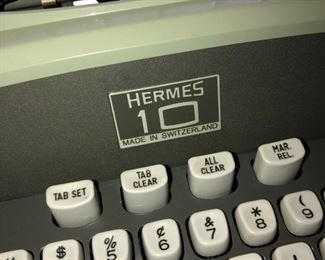 HERMES
10
MADE IN SWITZERLAND
TAB SET
TAB CLEAR
ALL CLEAR
MAR. REL.
$ % 5 ¢ 6 & 7 * 8 ( 9